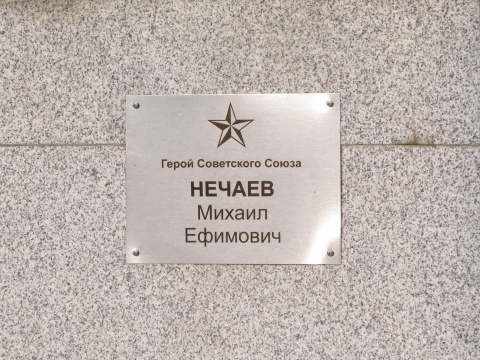 Герой Советского Союза
НЕЧАЕВ
Михаил
Ефимович